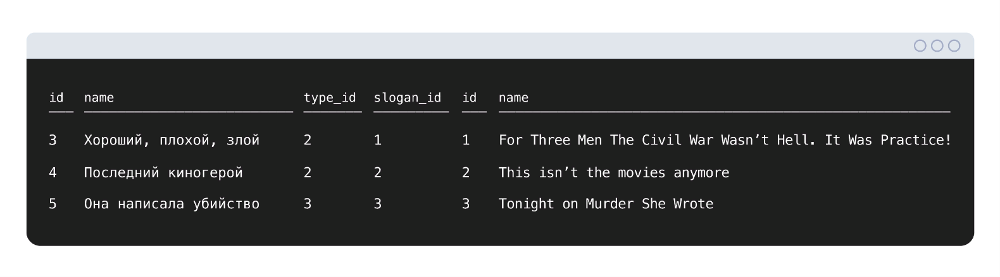 id name type_id slogan_id id name
3 Хороший, плохой, злой 2 1 1 For Three Men The Civil War Wasn’t Hell. It Was Practice!
4 Последний киногерой 2 2 2 This isn’t the movies anymore
5 Она написала убийство 3 3 3 Tonight on Murder She Wrote